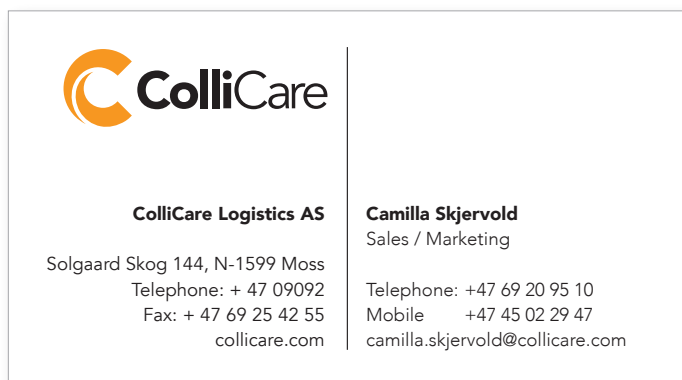 ColliCare
ColliCare Logistics AS
Solgaard Skog 144, N-1599 Moss
Telephone: + 47 09092
Fax: + 47 69 25 42 55
collicare.com
Camilla Skjervold
Sales / Marketing
Telephone: +47 69 20 95 10
Mobile +47 45 02 29 47
camilla.skjervold@collicare.com